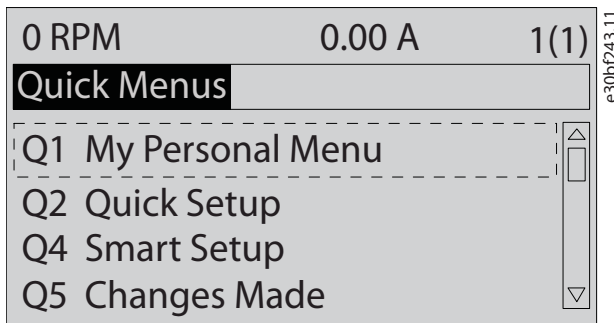 0 RPM 0.00 A 1(1)
Quick Menus
Q1 My Personal Menu
Q2 Quick Setup
Q4 Smart Setup
Q5 Changes Made
e30bf243.11